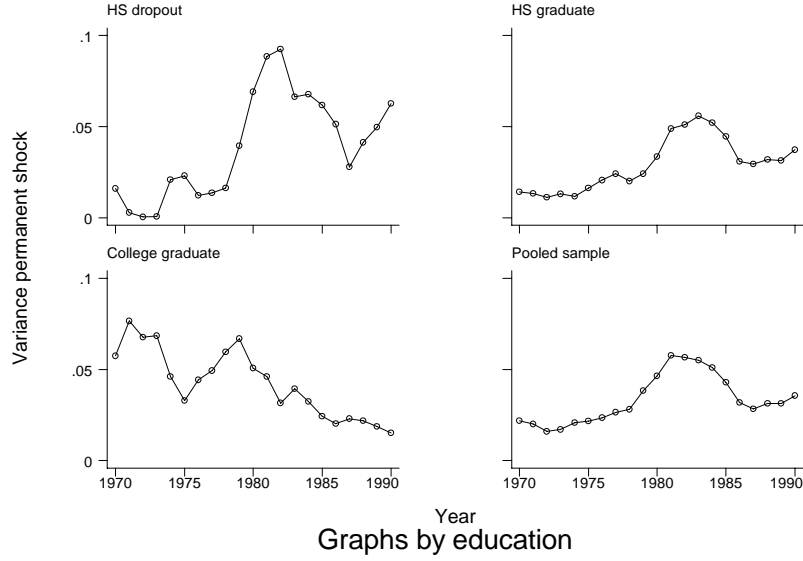 HS dropout
HS graduate
.1
.05
0
College graduate
Pooled sample
.1
.05
0
1970 1975 1980 1985 1990
1970 1975 1980 1985 1990
Variance permanent shock
Year
Graphs by education